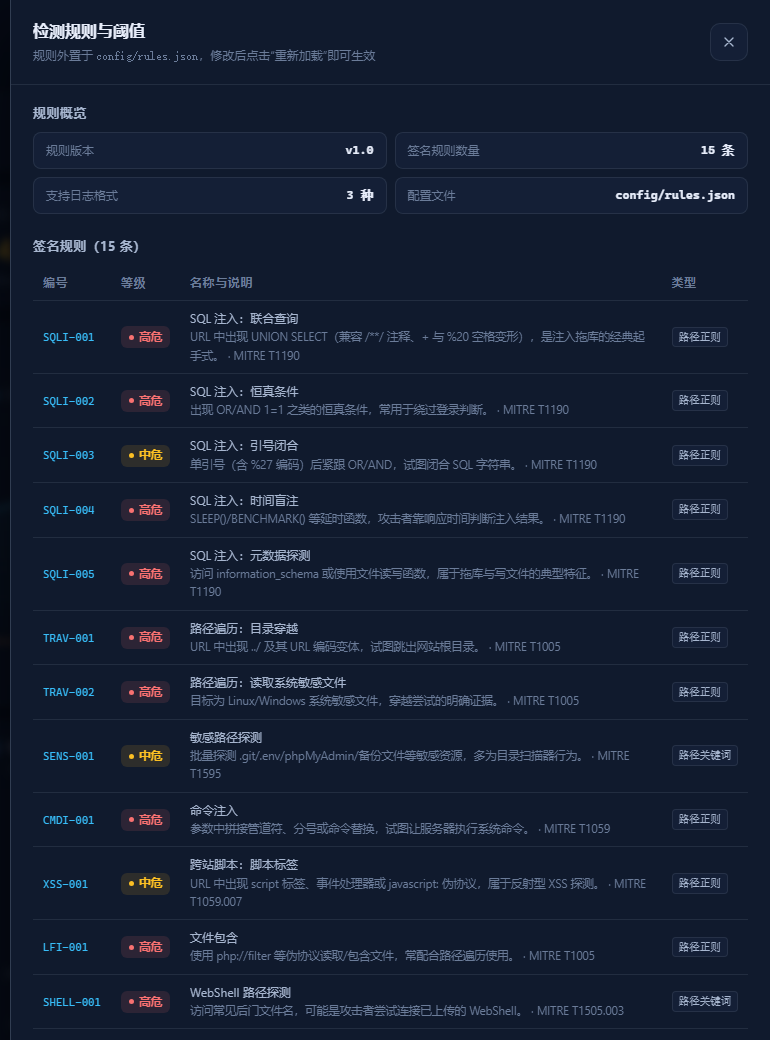 检测规则与阈值
规则外置于 config/rules.json，修改后点击"重新加载"即可生效
规则概览
规则版本 v1.0
签名规则数量 15 条
支持日志格式 3 种
配置文件 config/rules.json
签名规则（15 条）
编号 等级 名称与说明 类型
SQL 注入：联合查询
SQLI-001 高危 URL 中出现 UNION SELECT（兼容 /**/ 注释、+ 与 %20 空格变形），是注入拖库的经典起 路径正则
手式。 · MITRE T1190
SQL 注入：恒真条件
SQLI-002 高危 出现 OR/AND 1=1 之类的恒真条件，常用于绕过登录判断。 · MITRE T1190 路径正则
SQL 注入：引号闭合
SQLI-003 中危 单引号（含 %27 编码）后紧跟 OR/AND，试图闭合 SQL 字符串。 · MITRE T1190 路径正则
SQL 注入：时间盲注
SQLI-004 高危 SLEEP()/BENCHMARK() 等延时函数，攻击者靠响应时间判断注入结果。 · MITRE T1190 路径正则
SQL 注入：元数据探测
SQLI-005 高危 访问 information_schema 或使用文件读写函数，属于拖库与写文件的典型特征。 · MITRE 路径正则
T1190
路径遍历：目录穿越
TRAV-001 高危 URL 中出现 ../ 及其 URL 编码变体，试图跳出网站根目录。 · MITRE T1005 路径正则
路径遍历：读取系统敏感文件
TRAV-002 高危 目标为 Linux/Windows 系统敏感文件，穿越尝试的明确证据。 · MITRE T1005 路径正则
敏感路径探测
SENS-001 中危 批量探测 .git/.env/phpMyAdmin/备份文件等敏感资源，多为目录扫描器行为。 · MITRE 路径关键词
T1595
命令注入
CMDI-001 高危 参数中拼接管道符、分号或命令替换，试图让服务器执行系统命令。 · MITRE T1059 路径正则
跨站脚本：脚本标签
XSS-001 中危 URL 中出现 script 标签、事件处理器或 javascript: 伪协议，属于反射型 XSS 探测。 · MITRE 路径正则
T1059.007
文件包含
LFI-001 高危 使用 php://filter 等伪协议读取/包含文件，常配合路径遍历使用。 · MITRE T1005 路径正则
WebShell 路径探测
SHELL-001 高危 访问常见后门文件名，可能是攻击者尝试连接已上传的 WebShell。 · MITRE T1505.003 路径关键词